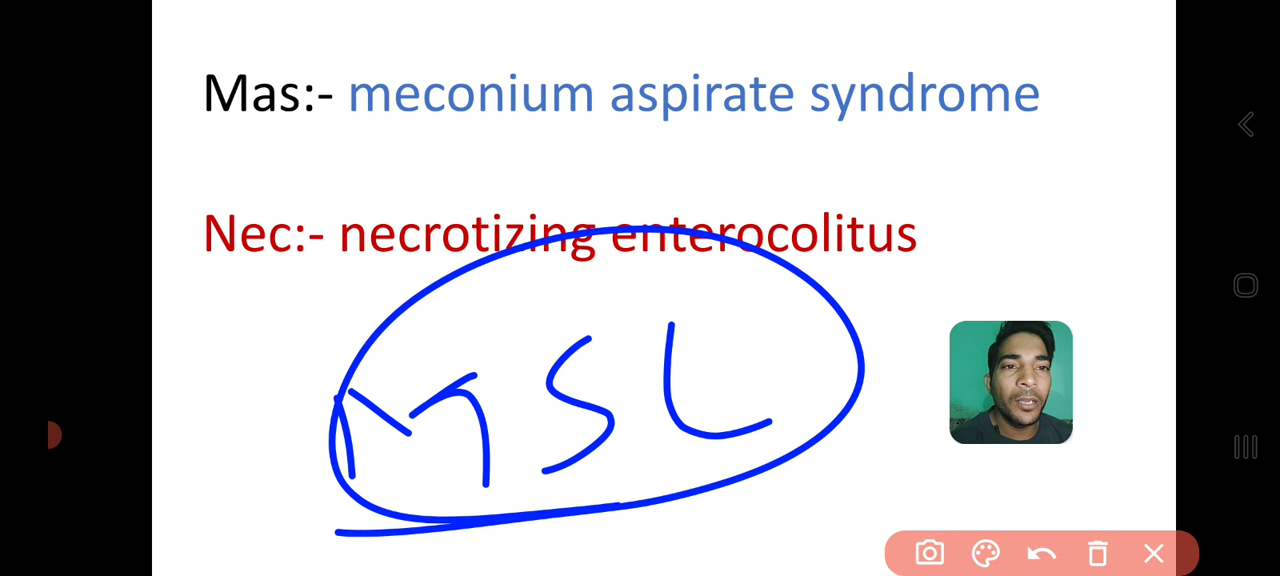 Mas:- meconium aspirate syndrome
Nec:- necrotizing enterocolitus
MSL